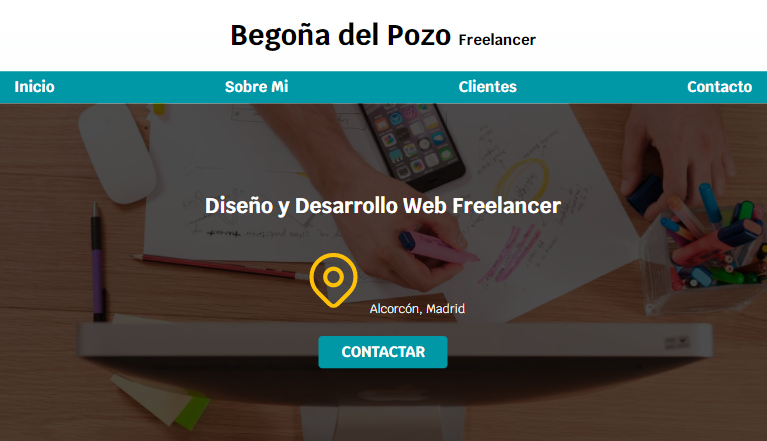 Begoña del Pozo Freelancer
Inicio Sobre Mi Clientes Contacto
Diseño y Desarrollo Web Freelancer
Alcorcón, Madrid
CONTACTAR